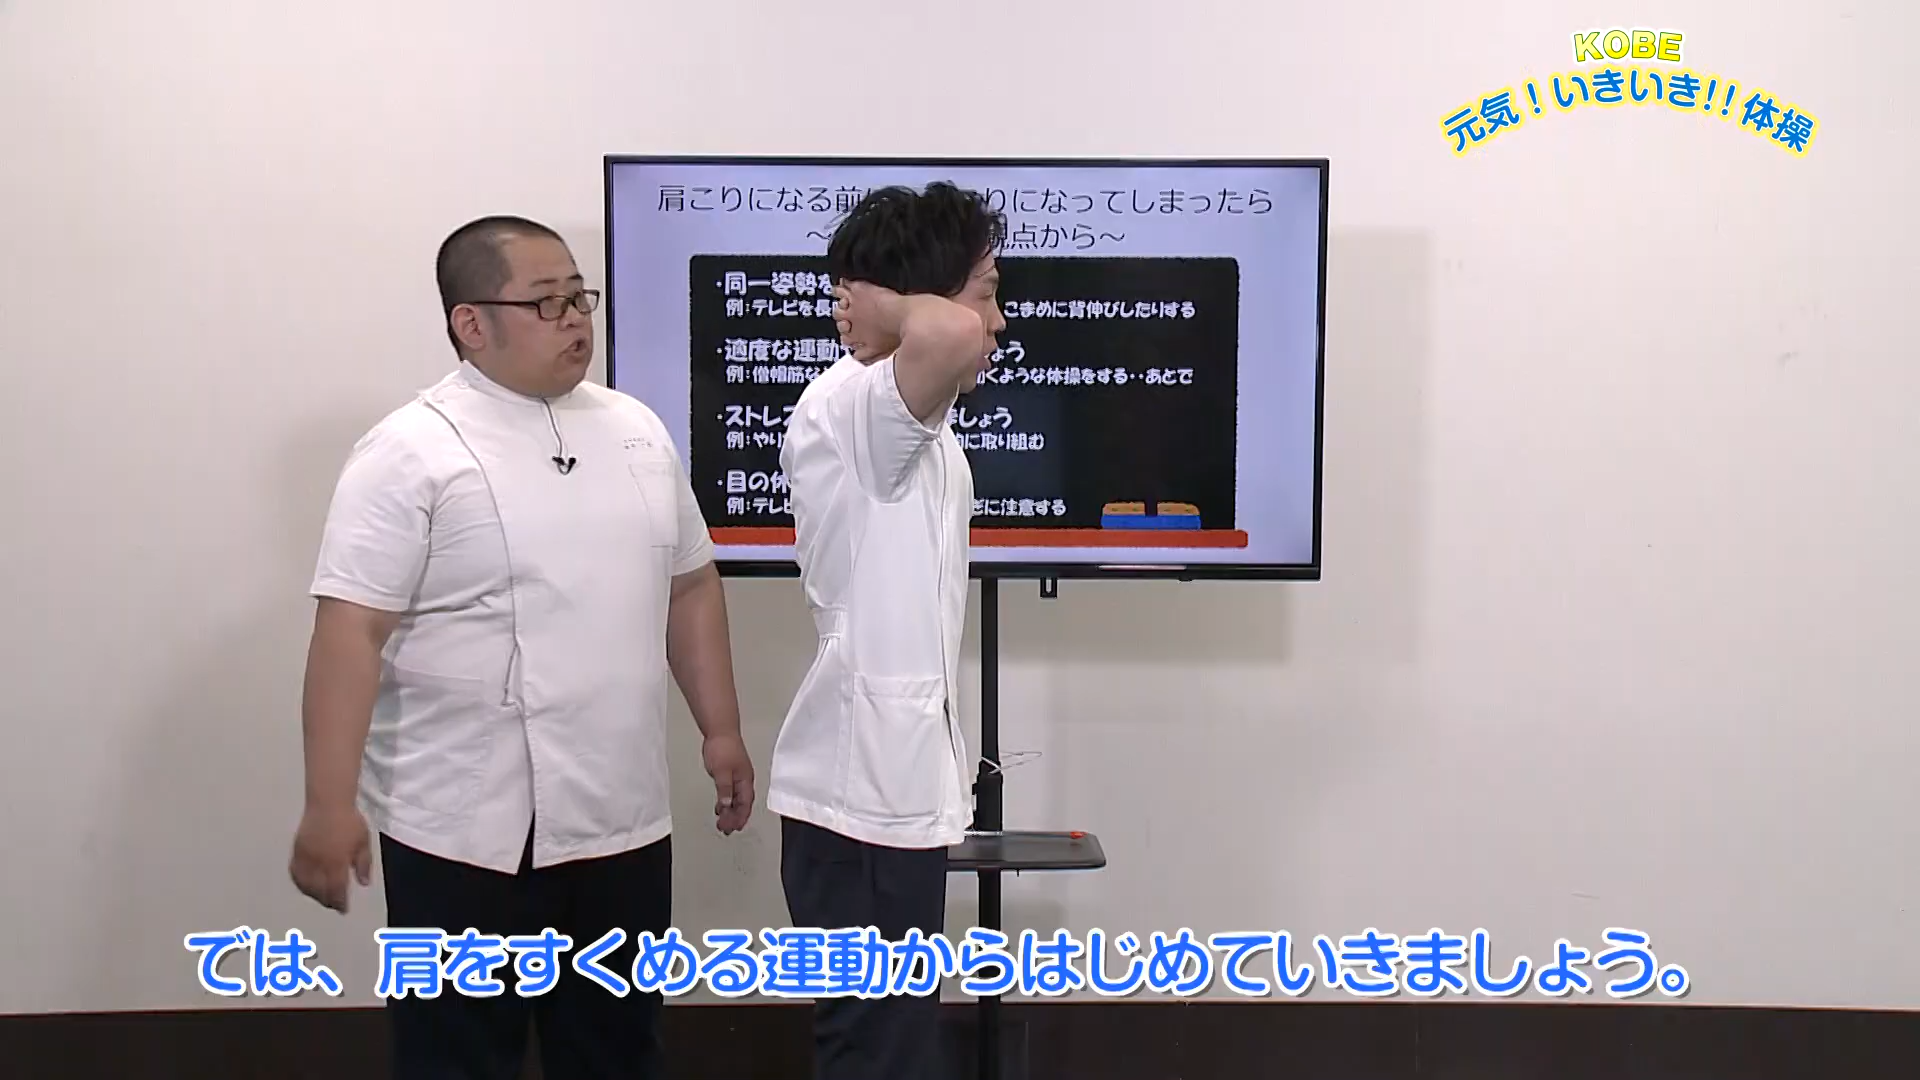 KOBE
元気！いきいき!!体操
肩こりになる前 りになってしまったら
～ 観点から～
・同一姿勢を
例：テレビを長 こまめに背伸びしたりする
・適度な運動 ょう
例：僧帽筋な くような体操をする‥あとで
・ストレス ましょう
例：やり 的に取り組む
・目の休
例：テレビ ぎに注意する
では、肩をすくめる運動からはじめていきましょう。